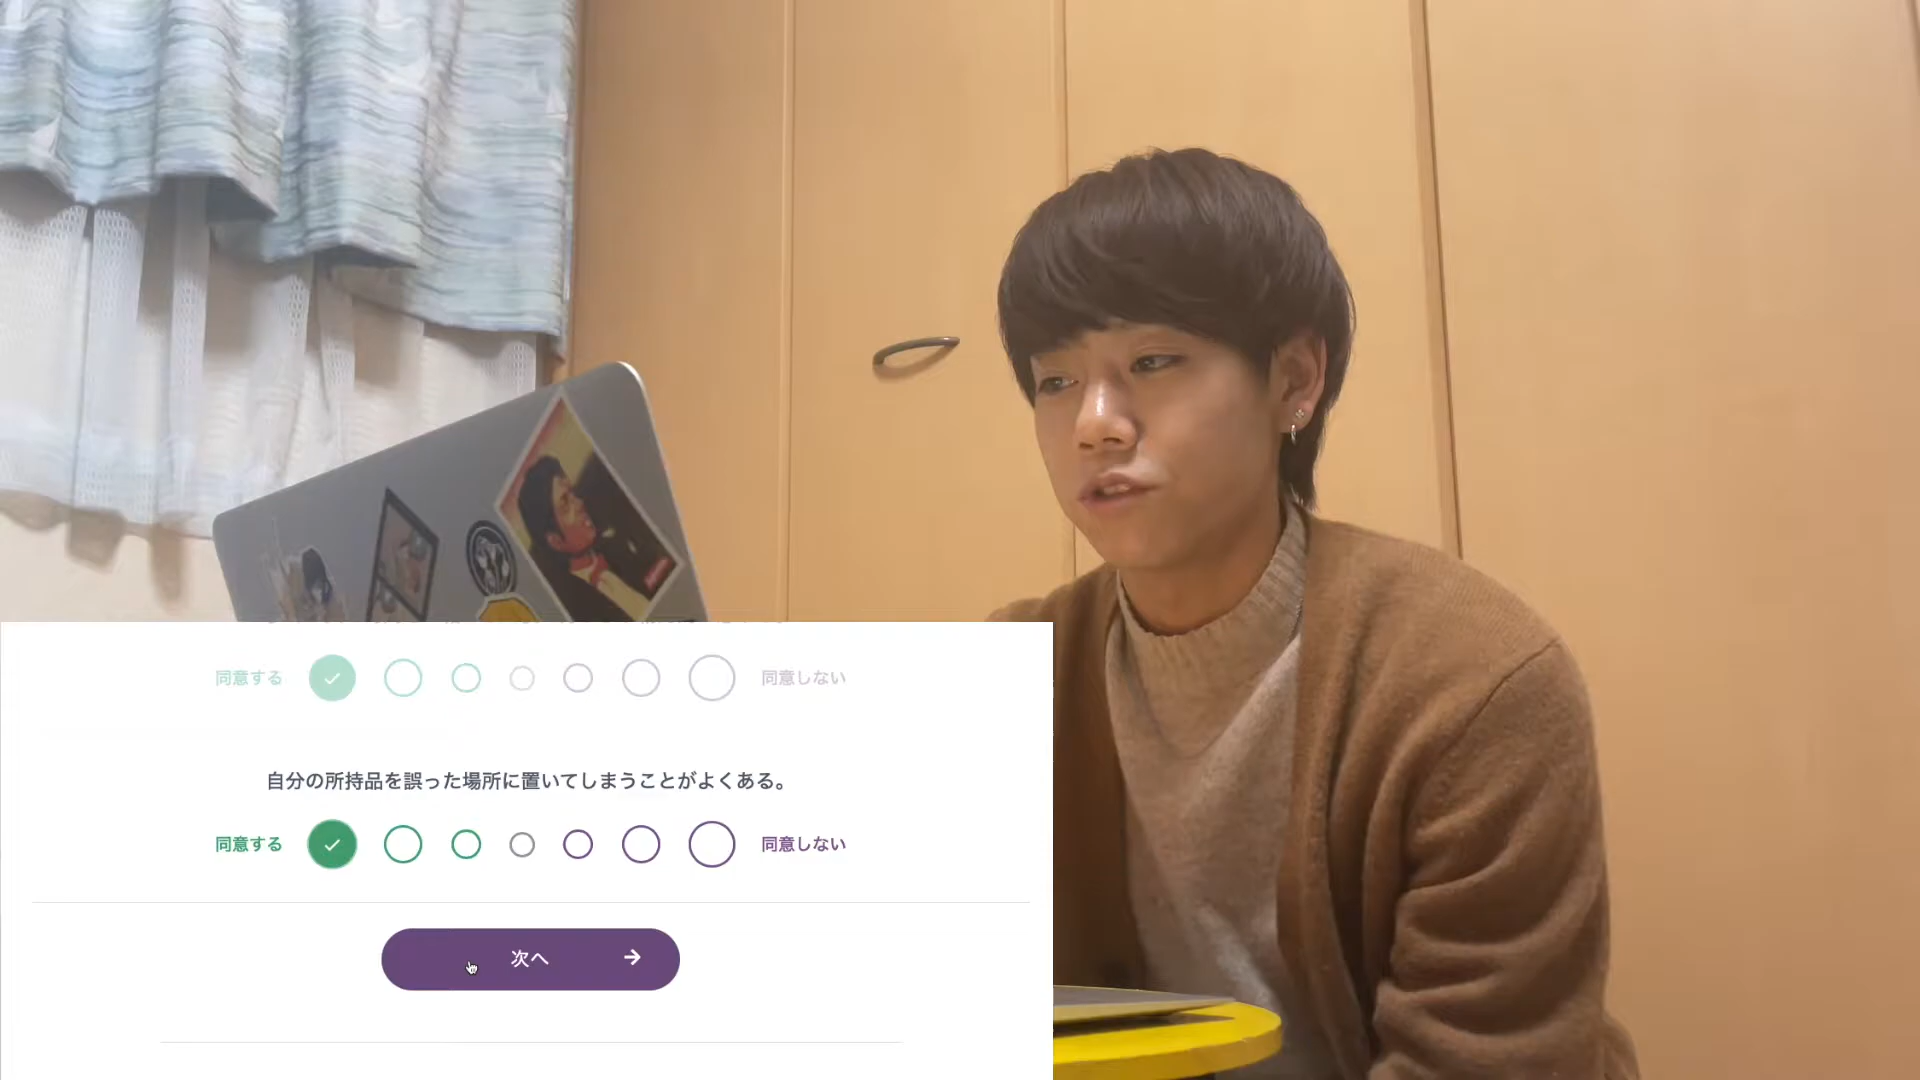 同意する 同意しない
自分の所持品を誤った場所に置いてしまうことがよくある。
同意する 同意しない
次へ